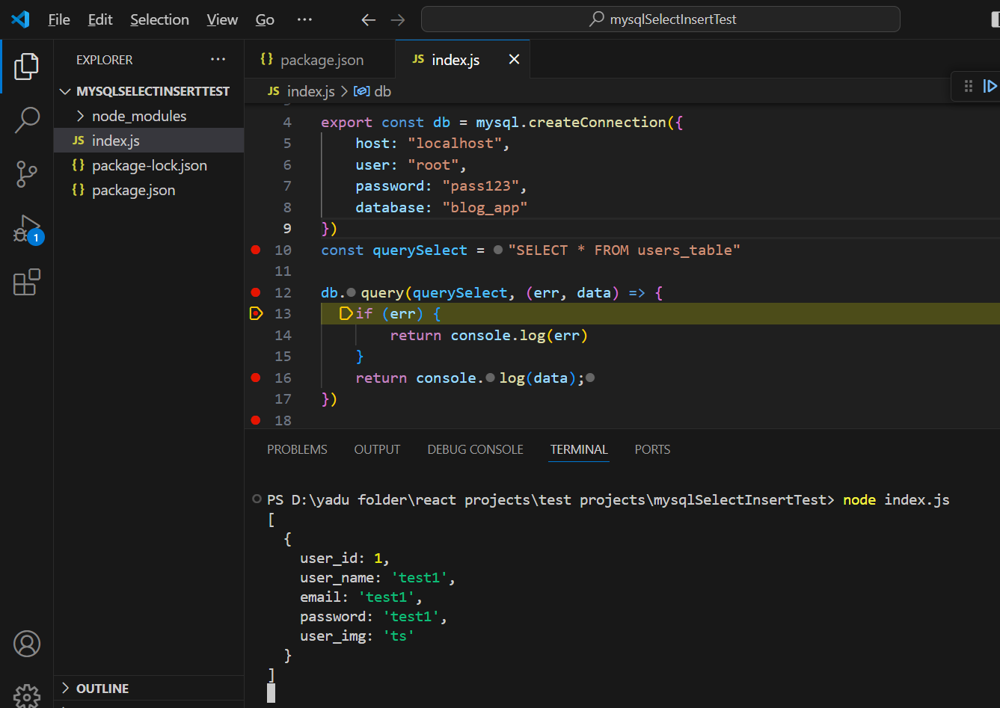 File Edit Selection View Go ···
mysqlSelectInsertTest
EXPLORER ···
MYSQLSELECTINSERTTEST
node_modules
JS index.js
{} package-lock.json
{} package.json
1
OUTLINE
{} package.json
JS index.js ×
JS index.js > db
4 export const db = mysql.createConnection({
5 host: "localhost",
6 user: "root",
7 password: "pass123",
8 database: "blog_app"
9 })
10 const querySelect = "SELECT * FROM users_table"
11
12 db.query(querySelect, (err, data) => {
13 if (err) {
14 return console.log(err)
15 }
16 return console.log(data);
17 })
18
PROBLEMS OUTPUT DEBUG CONSOLE TERMINAL PORTS
PS D:\yadu folder\react projects\test projects\mysqlSelectInsertTest> node index.js
[
{
user_id: 1,
user_name: 'test1',
email: 'test1',
password: 'test1',
user_img: 'ts'
}
]